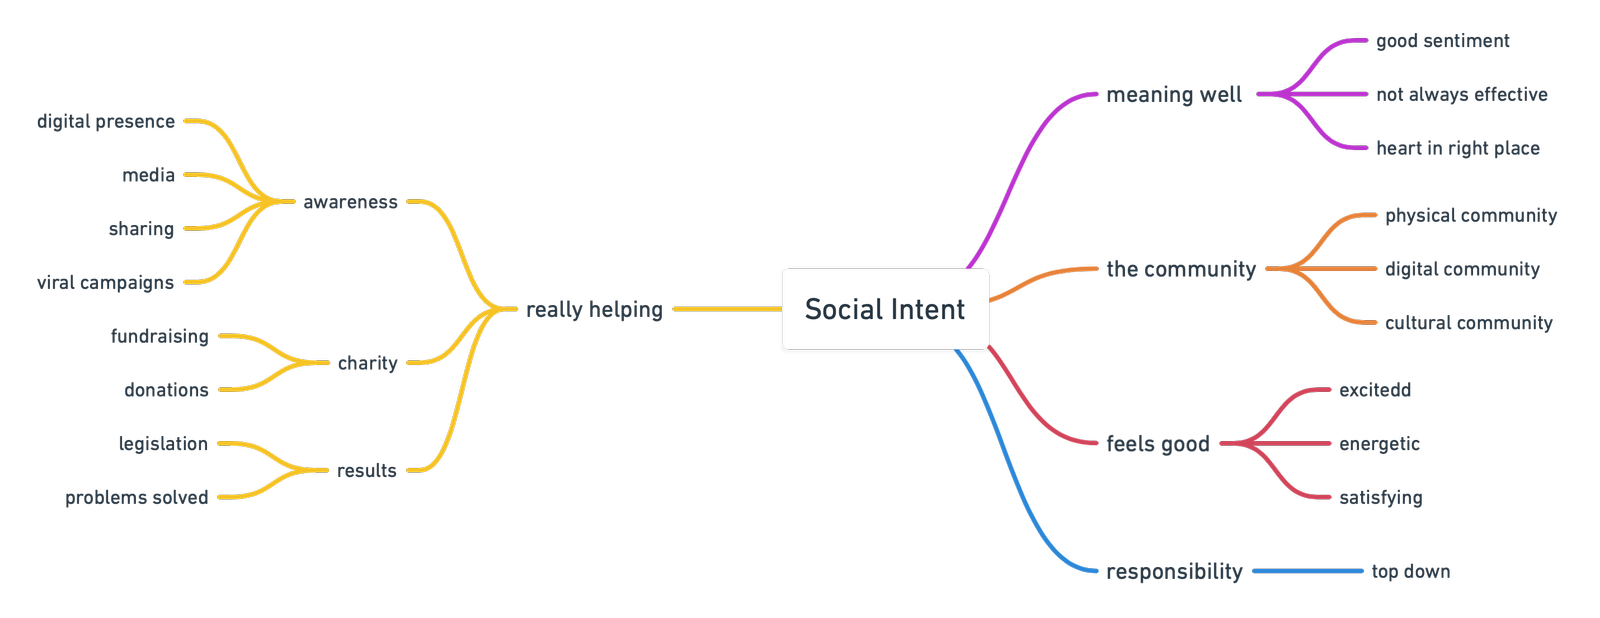 Social Intent
meaning well
good sentiment
not always effective
heart in right place
the community
physical community
digital community
cultural community
feels good
excitedd
energetic
satisfying
responsibility
top down
really helping
awareness
digital presence
media
sharing
viral campaigns
charity
fundraising
donations
results
legislation
problems solved